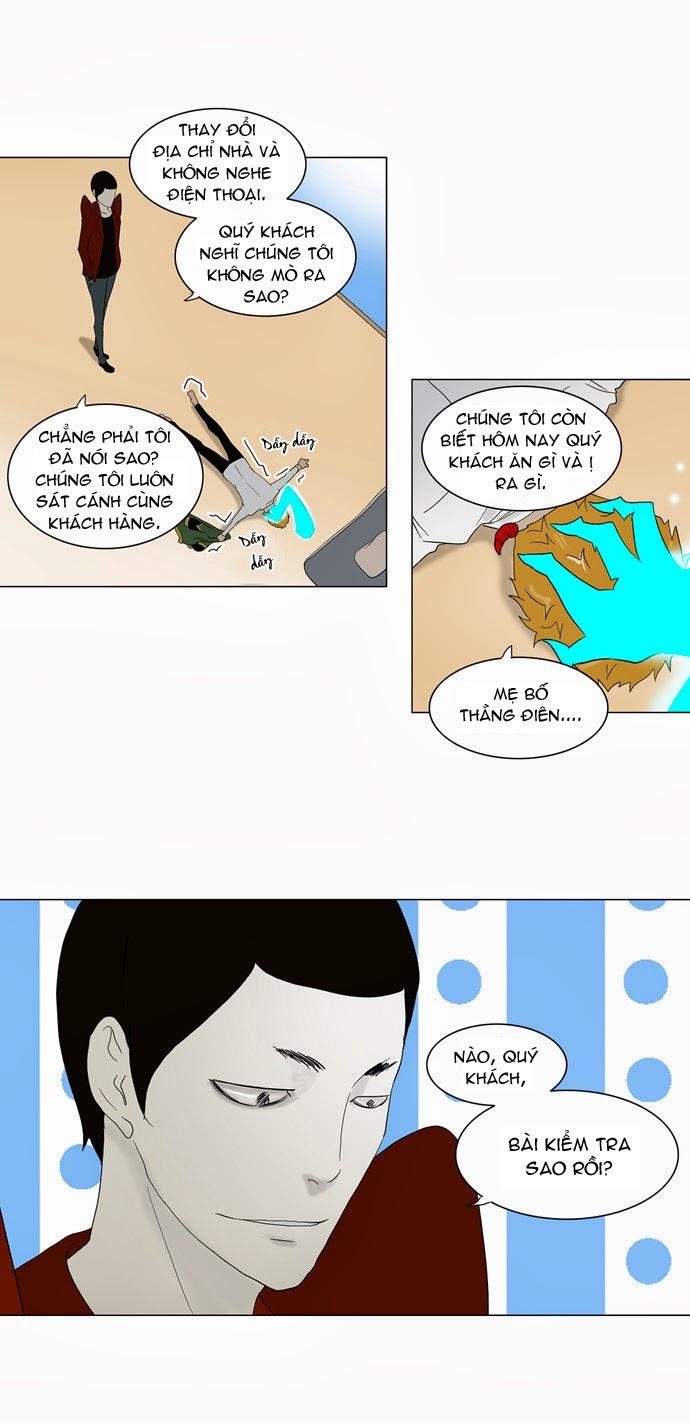 THAY ĐỔI
ĐỊA CHỈ NHÀ VÀ
KHÔNG NGHE
ĐIỆN THOẠI.
QUÝ KHÁCH
NGHĨ CHÚNG TÔI
KHÔNG MÒ RA
SAO?
CHẲNG PHẢI TÔI
ĐÃ NÓI SAO?
CHÚNG TÔI LUÔN
SÁT CÁNH CÙNG
KHÁCH HÀNG.
Dẫy dẫy
Dẫy
dẫy
CHÚNG TÔI CÒN
BIẾT HÔM NAY QUÝ
KHÁCH ĂN GÌ VÀ Ị
RA GÌ.
MẸ BỐ
THẰNG ĐIÊN....
NÀO, QUÝ
KHÁCH,
BÀI KIỂM TRA
SAO RỒI?